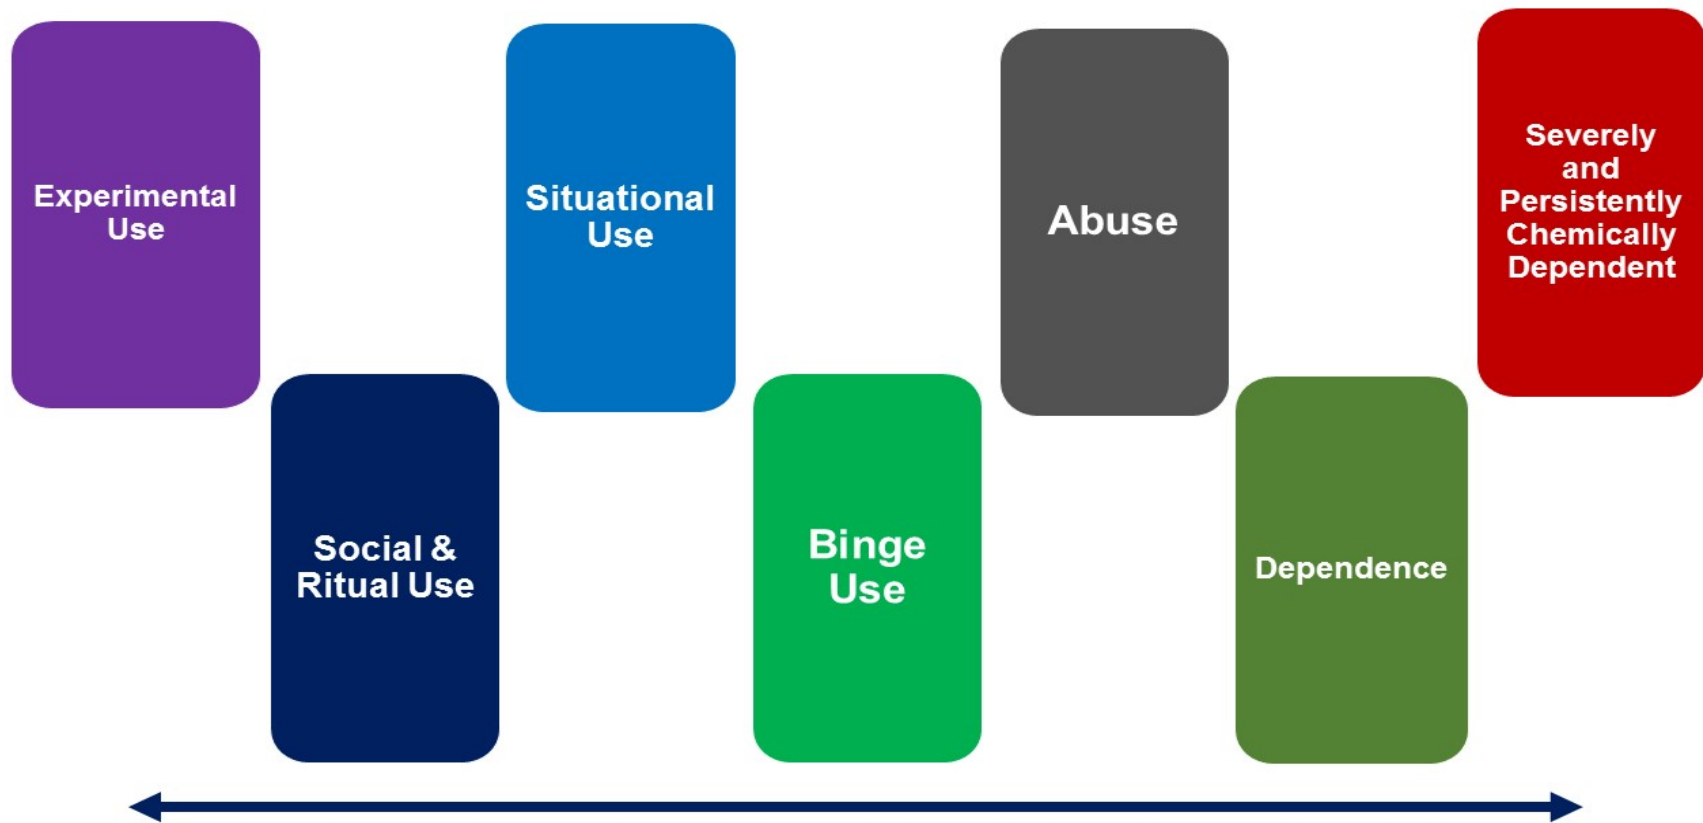 Experimental
Use
Social &
Ritual Use
Situational
Use
Binge
Use
Abuse
Dependence
Severely
and
Persistently
Chemically
Dependent